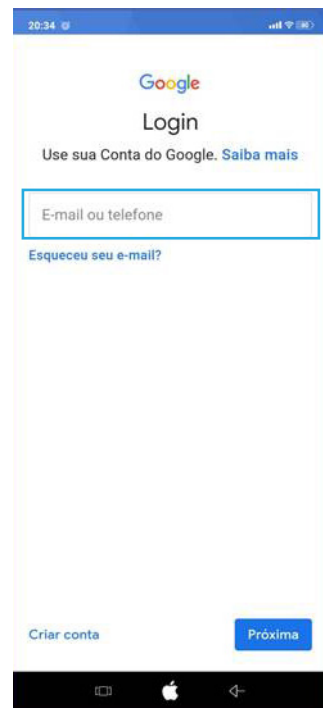 20:34
Google
Login
Use sua Conta do Google. Saiba mais
E-mail ou telefone
Esqueceu seu e-mail?
Criar conta
Próxima